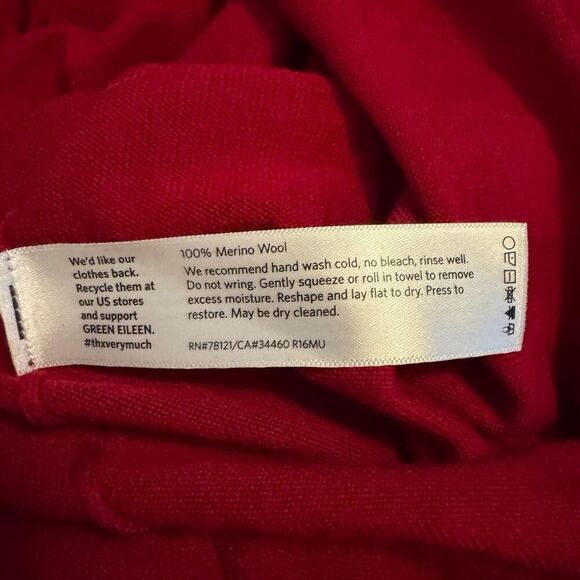 We'd like our
clothes back.
Recycle them at
our US stores
and support
GREEN EILEEN.
#thxverymuch
100% Merino Wool
We recommend hand wash cold, no bleach, rinse well.
Do not wring. Gently squeeze or roll in towel to remove
excess moisture. Reshape and lay flat to dry. Press to
restore. May be dry cleaned.
RN#78121/CA#34460 R16MU